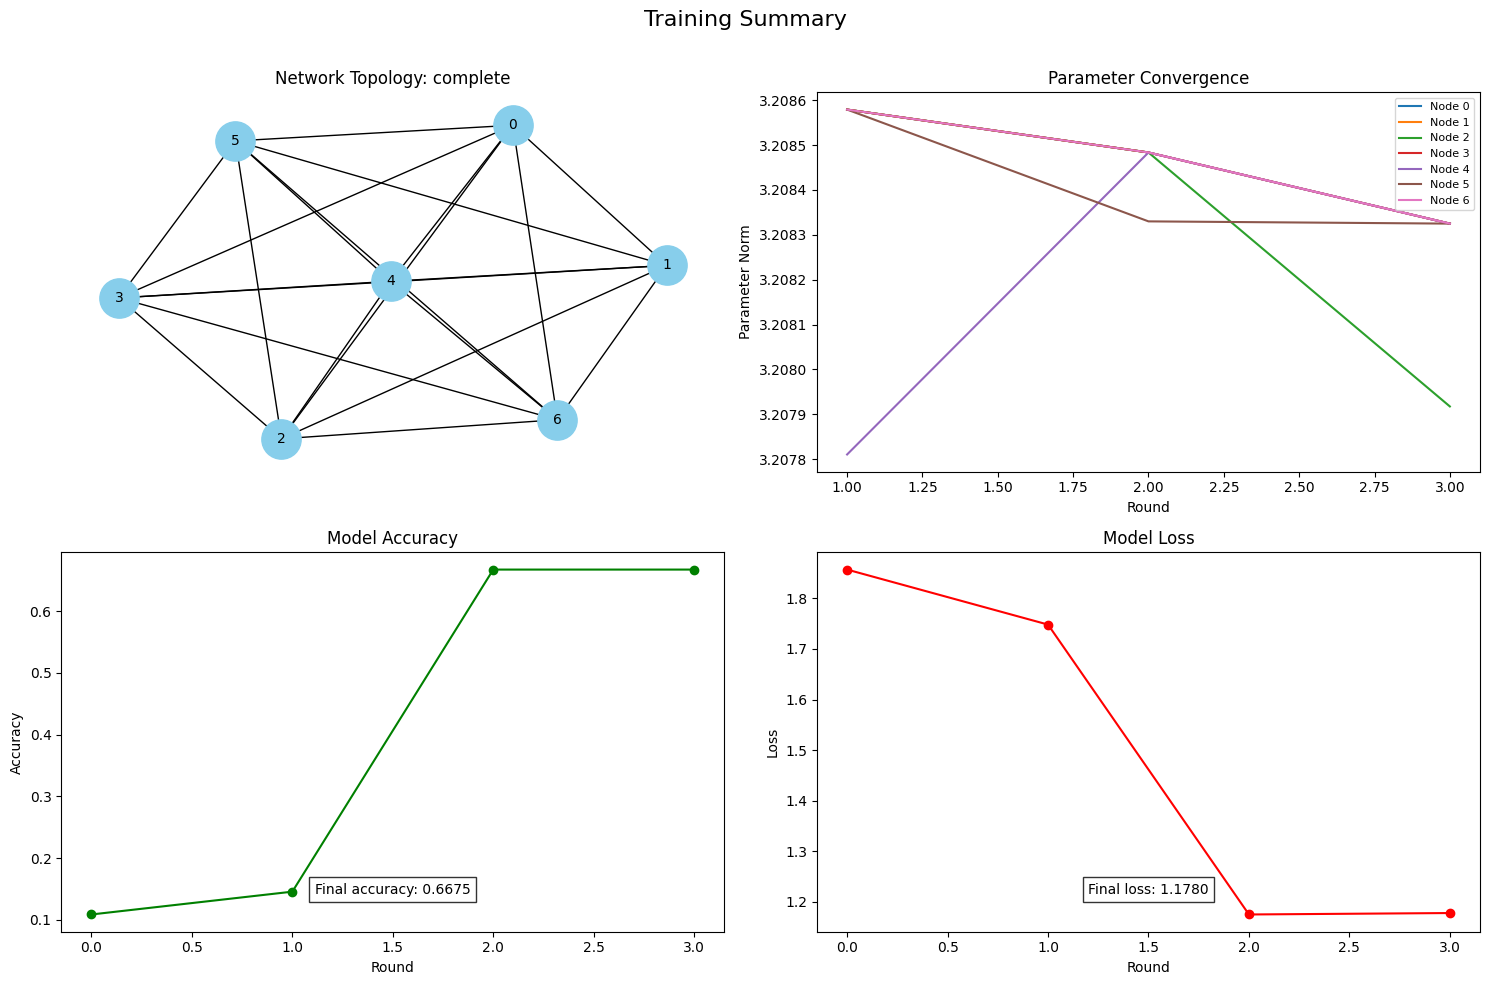 Training Summary
Network Topology: complete
5
0
1
4
3
6
2
Parameter Convergence
3.2086
3.2085
3.2084
3.2083
3.2082
3.2081
3.2080
3.2079
3.2078
Parameter Norm
Node 0
Node 1
Node 2
Node 3
Node 4
Node 5
Node 6
1.00 1.25 1.50 1.75 2.00 2.25 2.50 2.75 3.00
Round
Model Accuracy
0.6
0.5
0.4
0.3
0.2
0.1
Accuracy
Final accuracy: 0.6675
0.0 0.5 1.0 1.5 2.0 2.5 3.0
Round
Model Loss
1.8
1.7
1.6
1.5
1.4
1.3
1.2
Loss
Final loss: 1.1780
0.0 0.5 1.0 1.5 2.0 2.5 3.0
Round